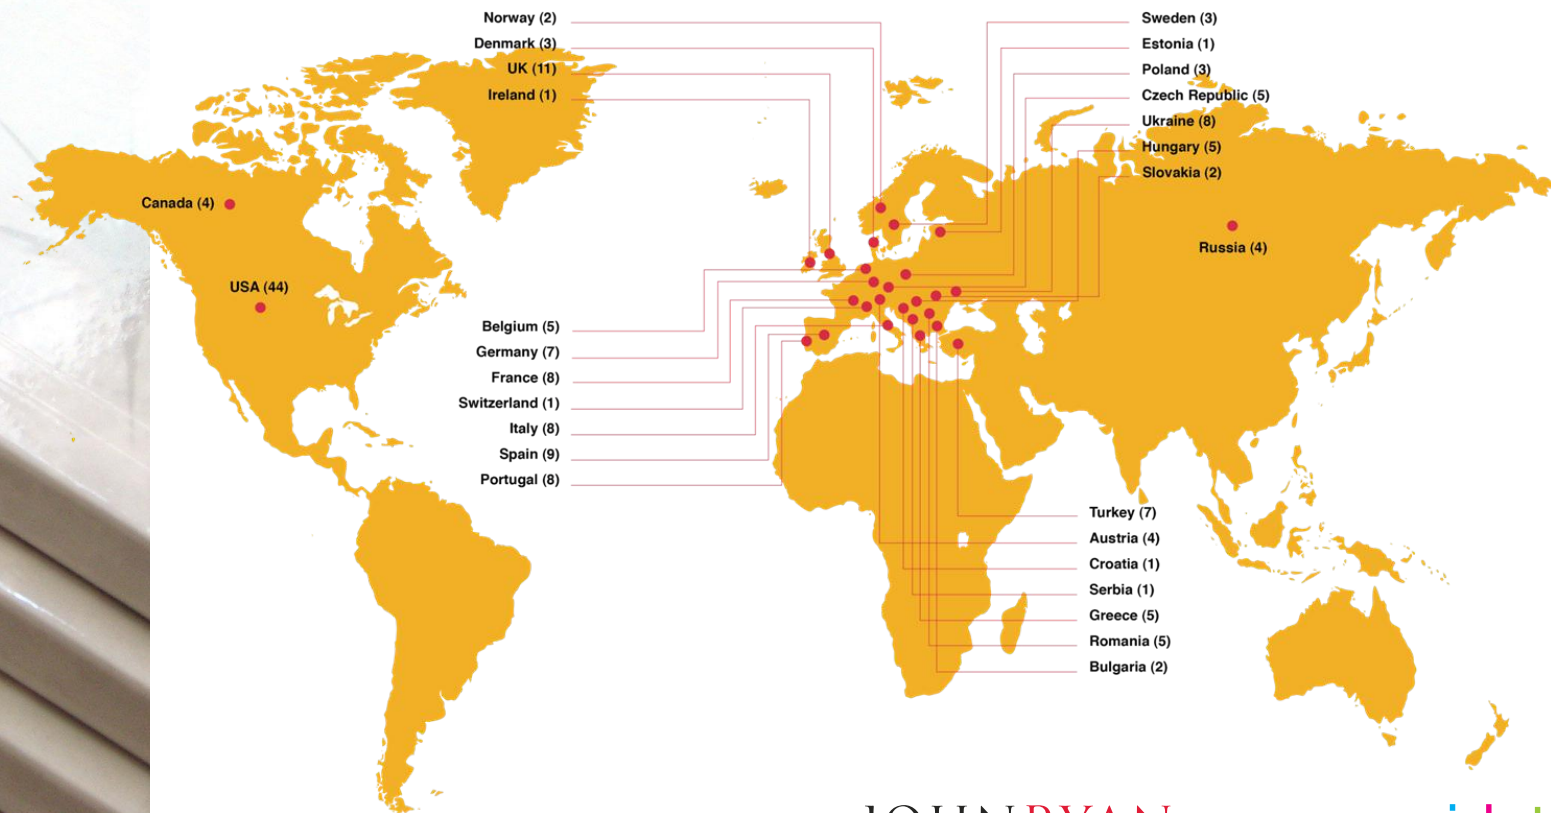 Norway (2)
Denmark (3)
UK (11)
Ireland (1)
Sweden (3)
Estonia (1)
Poland (3)
Czech Republic (5)
Ukraine (8)
Hungary (5)
Slovakia (2)
Canada (4)
USA (44)
Russia (4)
Belgium (5)
Germany (7)
France (8)
Switzerland (1)
Italy (8)
Spain (9)
Portugal (8)
Turkey (7)
Austria (4)
Croatia (1)
Serbia (1)
Greece (5)
Romania (5)
Bulgaria (2)
JOHNRYAN